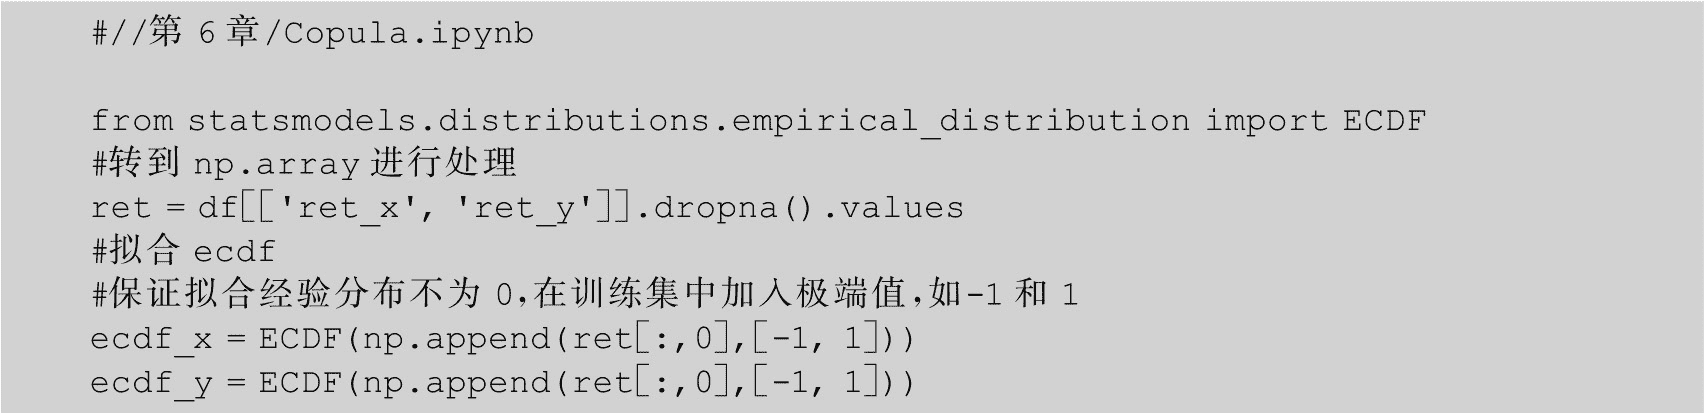 #//第 6 章/Copula.ipynb
from statsmodels.distributions.empirical_distribution import ECDF
#转到 np.array 进行处理
ret = df[['ret_x', 'ret_y']].dropna().values
#拟合 ecdf
#保证拟合经验分布不为 0,在训练集中加入极端值,如-1 和 1
ecdf_x = ECDF(np.append(ret[:,0],[-1, 1]))
ecdf_y = ECDF(np.append(ret[:,0],[-1, 1]))